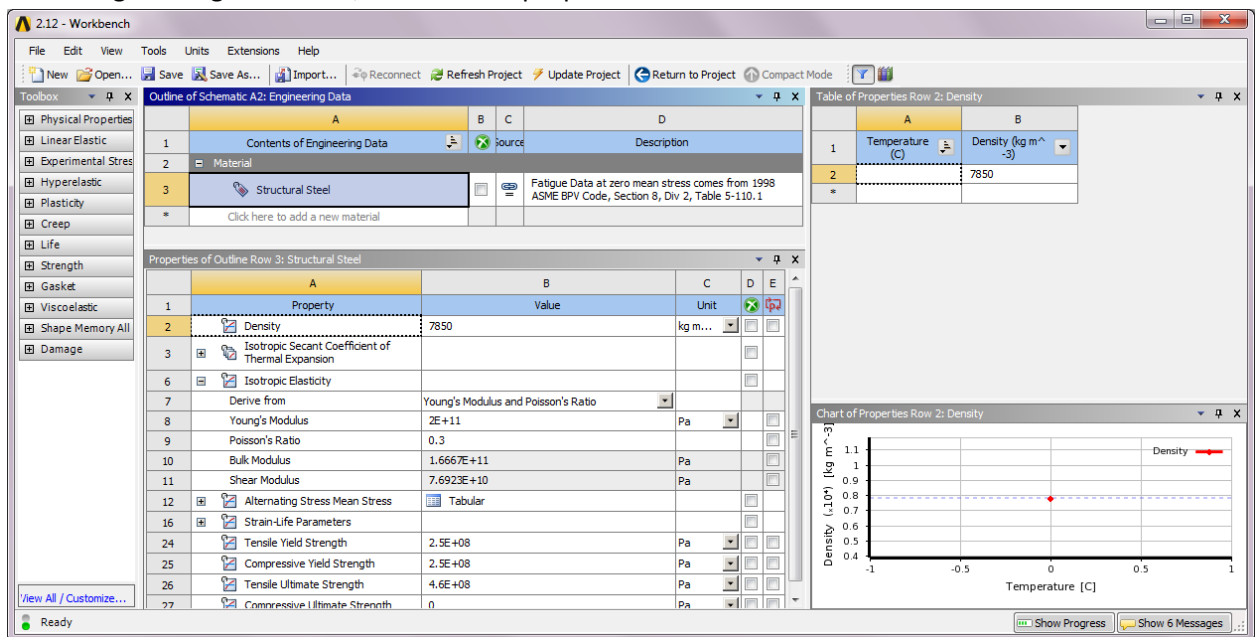 2.12 - Workbench
File Edit View Tools Units Extensions Help
New Open... Save Save As... Import... Reconnect Refresh Project Update Project Return to Project Compact Mode
Toolbox
Physical Properties
Linear Elastic
Experimental Stres
Hyperelastic
Plasticity
Creep
Life
Strength
Gasket
Viscoelastic
Shape Memory All
Damage
View All / Customize...
Outline of Schematic A2: Engineering Data
A B C D
1 Contents of Engineering Data Source Description
2 Material
3 Structural Steel Fatigue Data at zero mean stress comes from 1998
ASME BPV Code, Section 8, Div 2, Table 5-110.1
* Click here to add a new material
Properties of Outline Row 3: Structural Steel
A B C D E
1 Property Value Unit
2 Density 7850 kg m...
3 Isotropic Secant Coefficient of
Thermal Expansion
6 Isotropic Elasticity
7 Derive from Young's Modulus and Poisson's Ratio
8 Young's Modulus 2E+11 Pa
9 Poisson's Ratio 0.3
10 Bulk Modulus 1.6667E+11 Pa
11 Shear Modulus 7.6923E+10 Pa
12 Alternating Stress Mean Stress Tabular
16 Strain-Life Parameters
24 Tensile Yield Strength 2.5E+08 Pa
25 Compressive Yield Strength 2.5E+08 Pa
26 Tensile Ultimate Strength 4.6E+08 Pa
27 Compressive Ultimate Strength 0 Pa
Table of Properties Row 2: Density
A B
1 Temperature (C) Density (kg m^-3)
2 7850
*
Chart of Properties Row 2: Density
Density (x10⁴) [kg m^-3]
1.1
1
0.9
0.8
0.7
0.6
0.5
0.4
Density
-1 -0.5 0 0.5 1
Temperature [C]
Ready
Show Progress Show 6 Messages